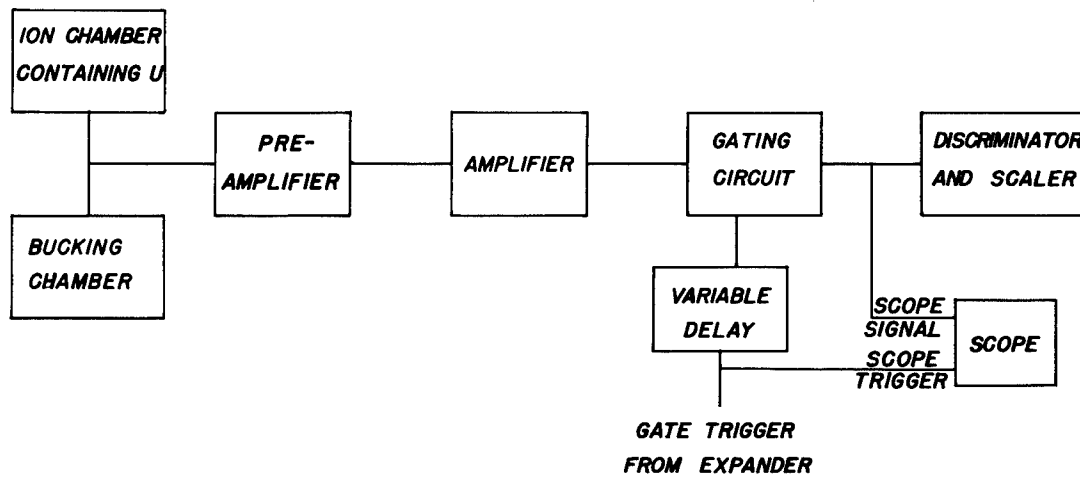 ION CHAMBER
CONTAINING U
PRE-
AMPLIFIER
AMPLIFIER
GATING
CIRCUIT
DISCRIMINATOR
AND SCALER
BUCKING
CHAMBER
VARIABLE
DELAY
SCOPE
SIGNAL
SCOPE
SCOPE
TRIGGER
GATE TRIGGER
FROM EXPANDER